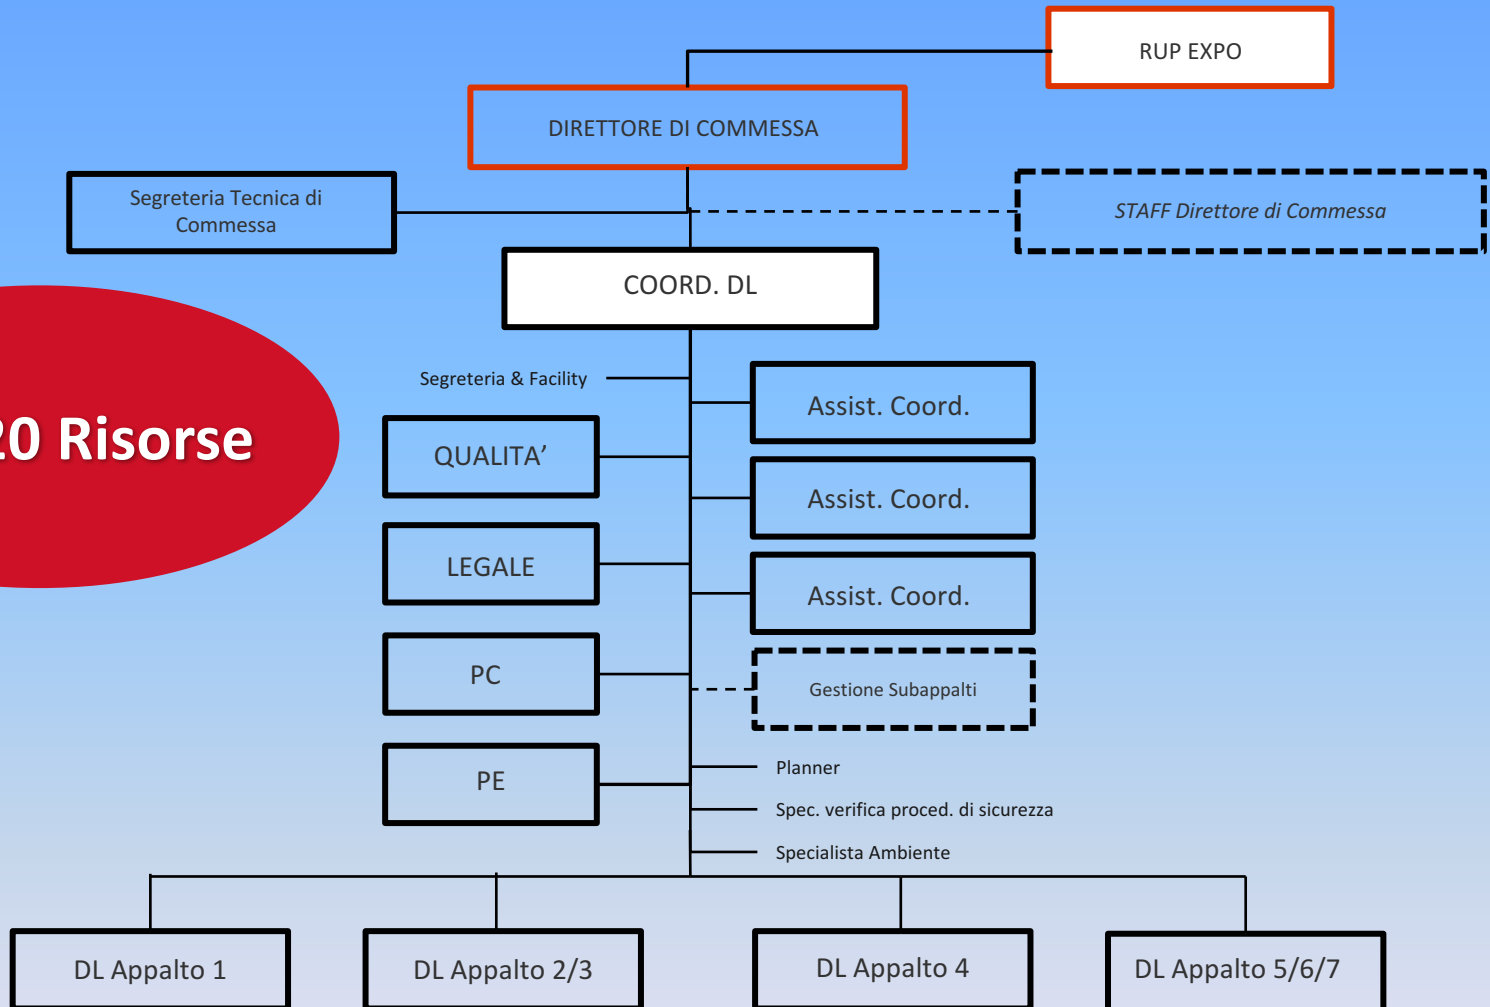 RUP EXPO
DIRETTORE DI COMMESSA
Segreteria Tecnica di
Commessa
STAFF Direttore di Commessa
COORD. DL
Segreteria & Facility
Assist. Coord.
20 Risorse
QUALITA’
Assist. Coord.
LEGALE
Assist. Coord.
PC
Gestione Subappalti
PE
Planner
Spec. verifica proced. di sicurezza
Specialista Ambiente
DL Appalto 1
DL Appalto 2/3
DL Appalto 4
DL Appalto 5/6/7